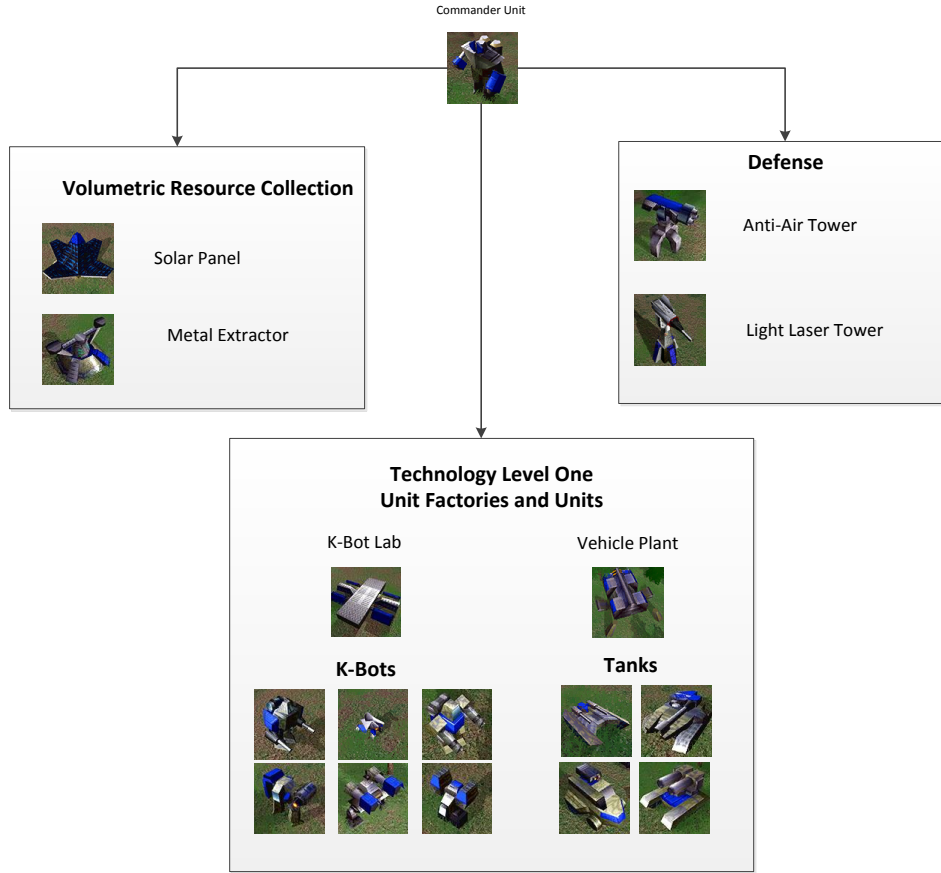 Commander Unit
Volumetric Resource Collection
Solar Panel
Metal Extractor
Defense
Anti-Air Tower
Light Laser Tower
Technology Level One
Unit Factories and Units
K-Bot Lab
Vehicle Plant
K-Bots
Tanks